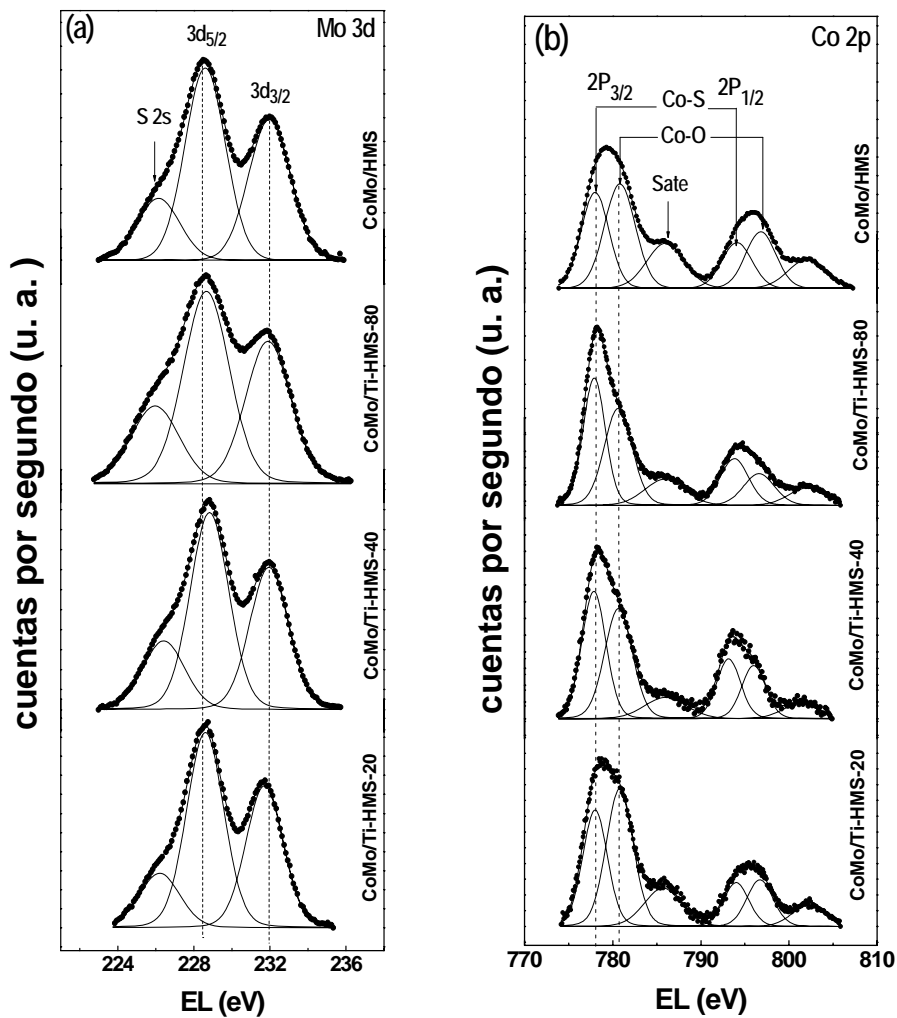 (a)
Mo 3d
3d5/2
3d3/2
S 2s
CoMo/HMS
CoMo/Ti-HMS-80
CoMo/Ti-HMS-40
CoMo/Ti-HMS-20
cuentas por segundo (u. a.)
224 228 232 236
EL (eV)
(b)
Co 2p
2P3/2
Co-S
2P1/2
Co-O
Sate
CoMo/HMS
CoMo/Ti-HMS-80
CoMo/Ti-HMS-40
CoMo/Ti-HMS-20
cuentas por segundo (u. a.)
770 780 790 800 810
EL (eV)